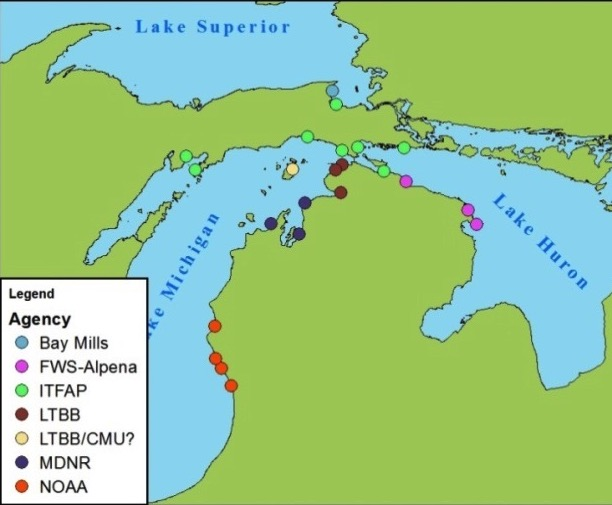 Lake Superior
Lake Huron
ke Michigan
Legend
Agency
Bay Mills
FWS-Alpena
ITFAP
LTBB
LTBB/CMU?
MDNR
NOAA